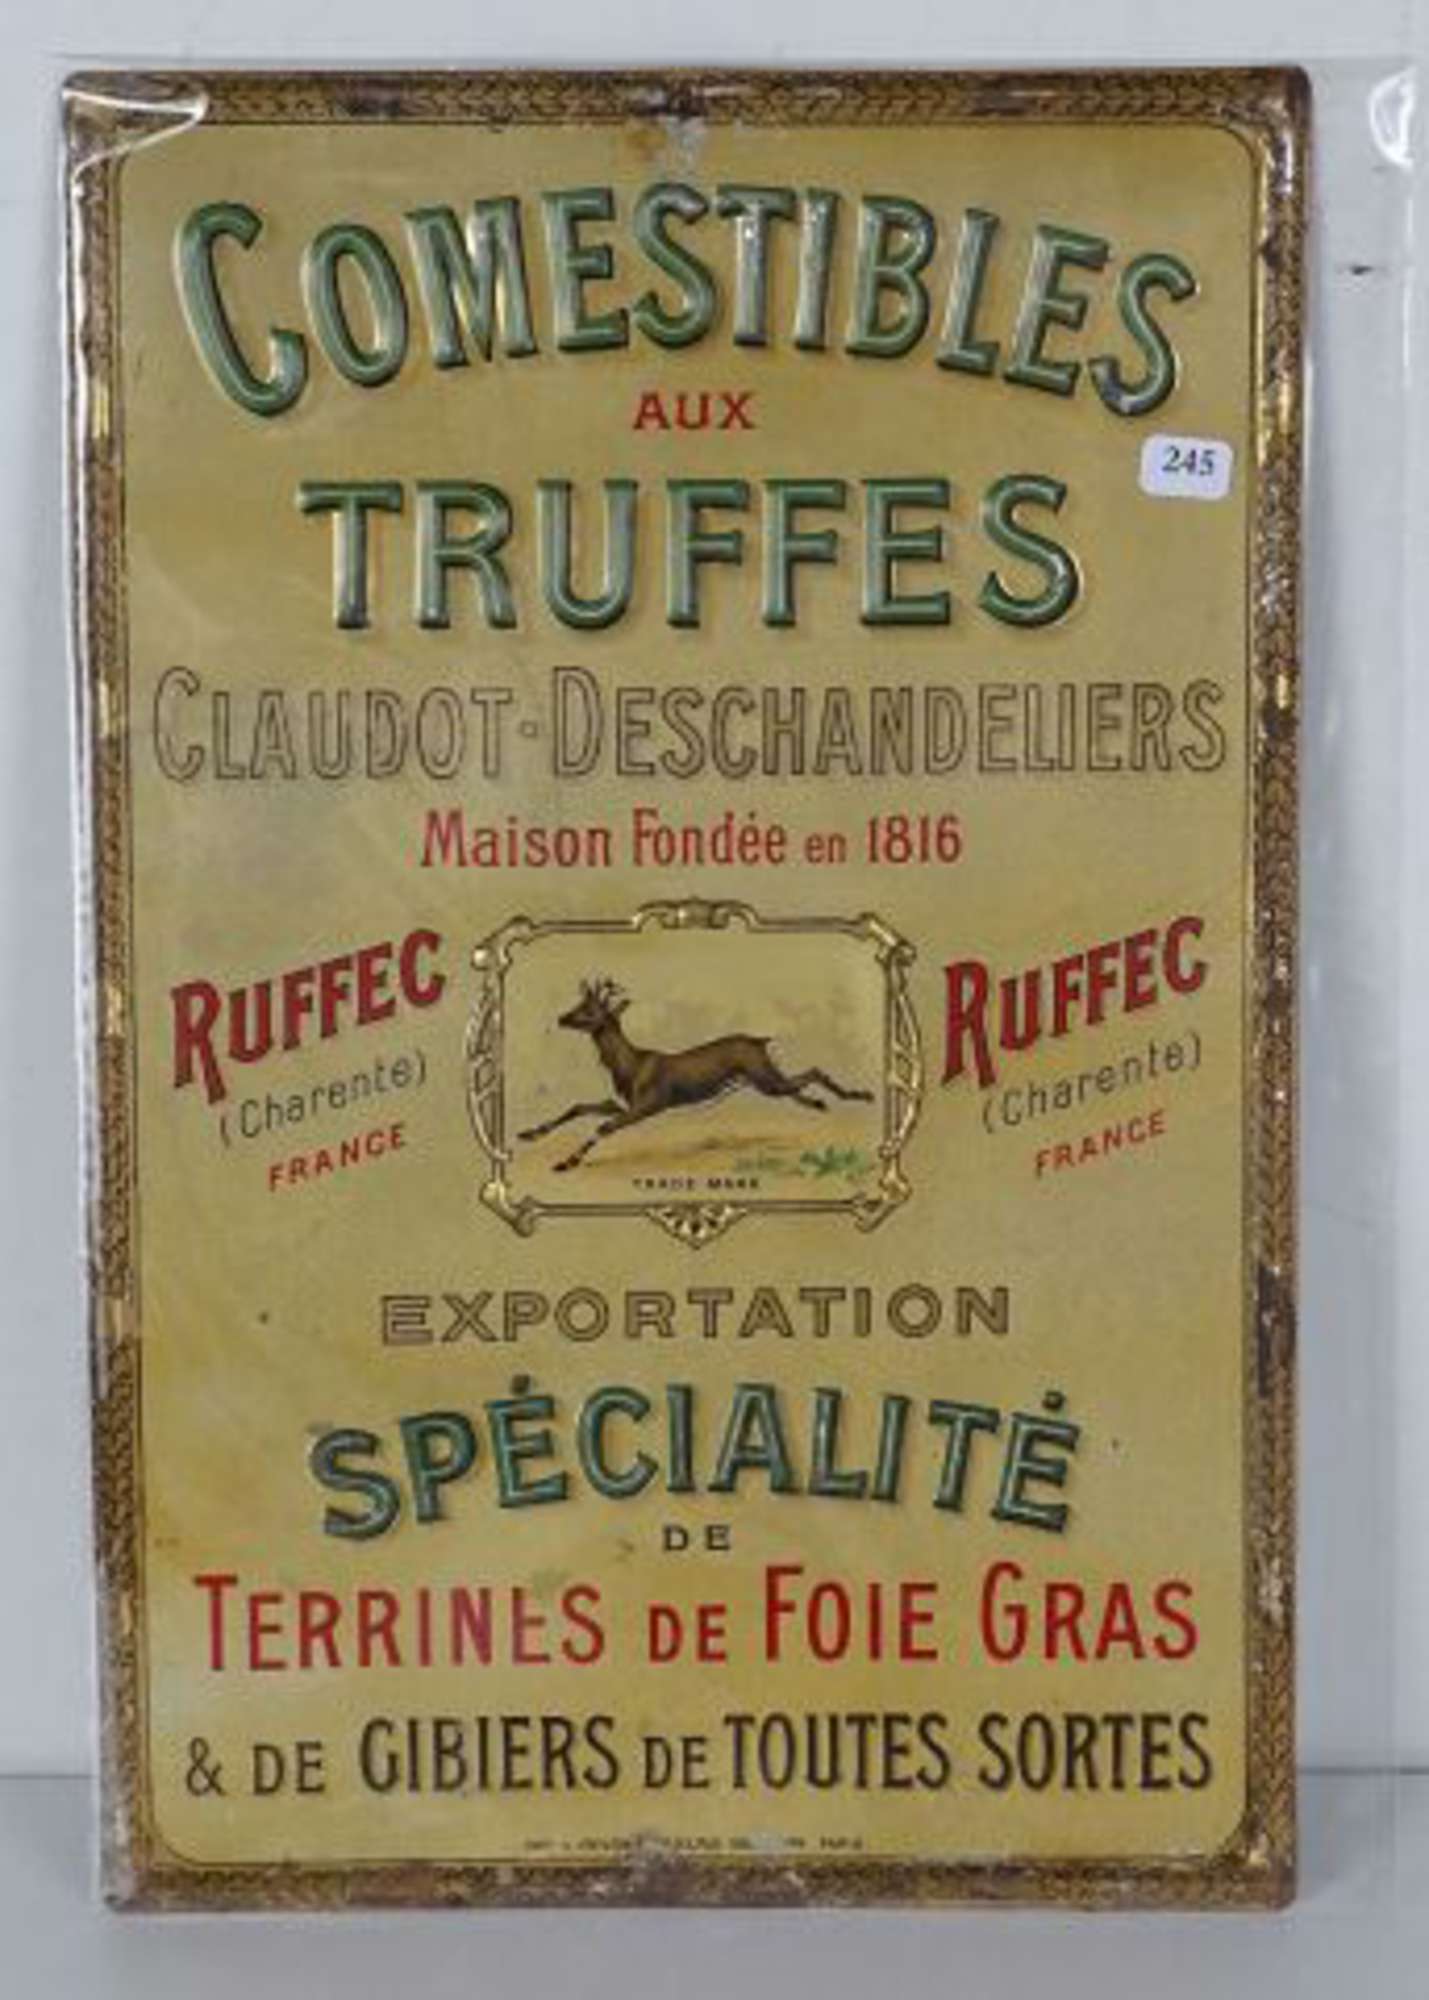 COMESTIBLES
AUX
245
TRUFFES
CLAUDOT-DESCHANDELIERS
Maison Fondée en 1816
RUFFEC
(Charente)
FRANCE
TRADE MARK
RUFFEC
(Charente)
FRANCE
EXPORTATION
SPÉCIALITÉ
DE
TERRINES DE FOIE GRAS
& DE GIBIERS DE TOUTES SORTES
PARIS